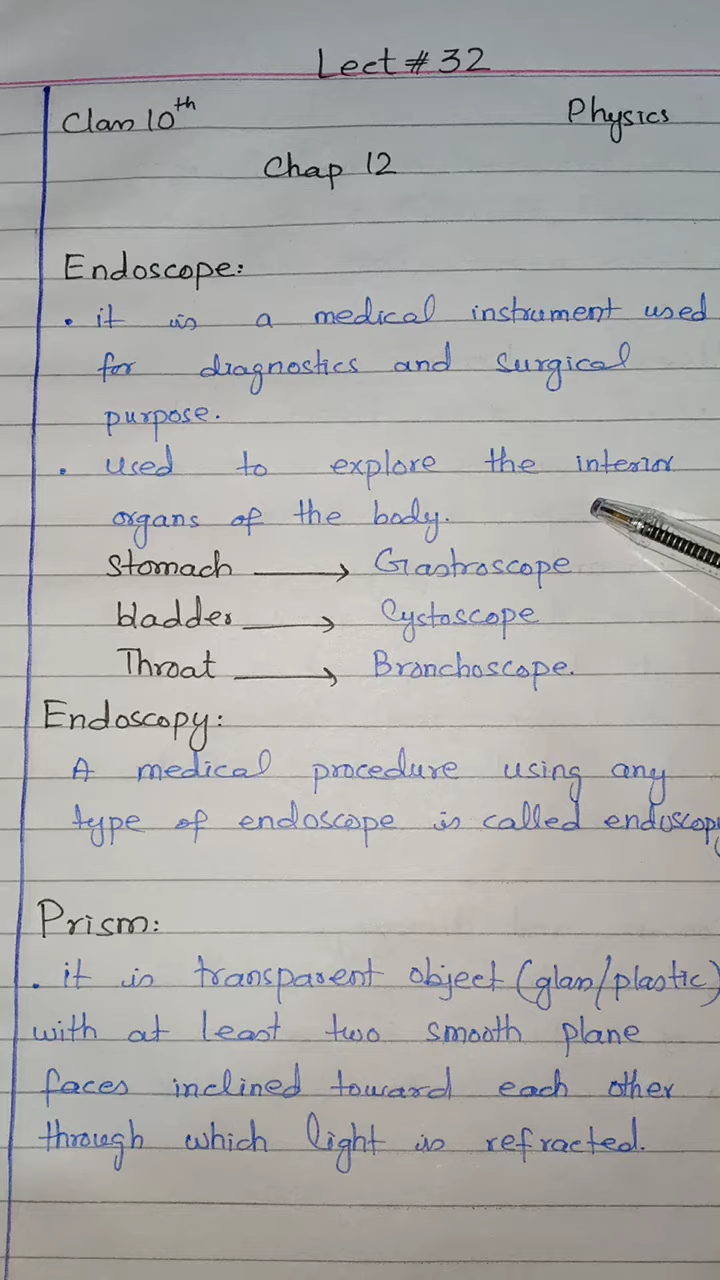 Lect # 32
Class 10th Physics
Chap 12
Endoscope:
. it is a medical instrument used
for diagnostics and surgical
purpose.
. used to explore the interior
organs of the body.
Stomach → Gastroscope
bladder → Cystoscope
Throat → Bronchoscope.
Endoscopy:
A medical procedure using any
type of endoscope is called endoscopy
Prism:
. it is transparent object (glass/plastic)
with at least two smooth plane
faces inclined toward each other
through which light is refracted.